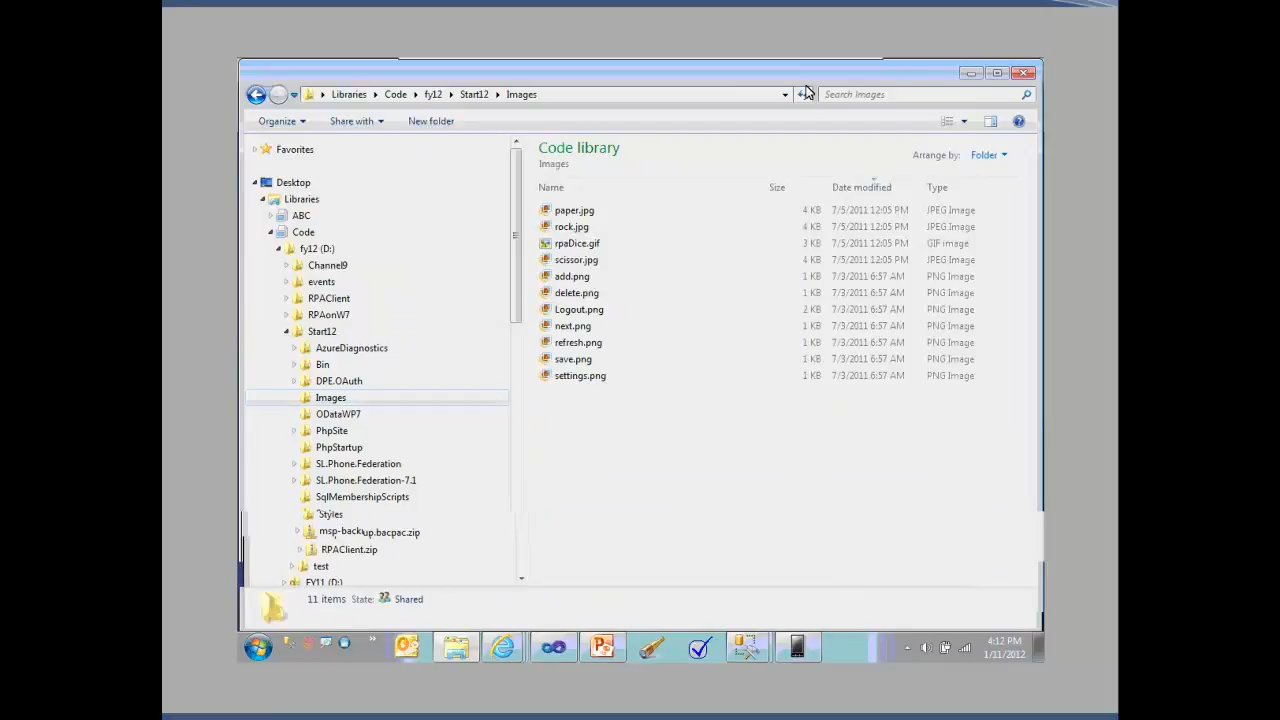 Libraries Code fy12 Start12 Images
Search Images
Organize Share with New folder
Favorites
Desktop
Libraries
ABC
Code
fy12 (D:)
Channel9
events
RPAClient
RPAonW7
Start12
AzureDiagnostics
Bin
DPE.OAuth
Images
ODataWP7
PhpSite
PhpStartup
SL.Phone.Federation
SL.Phone.Federation-7.1
SqlMembershipScripts
Styles
msp-backup.bacpac.zip
RPAClient.zip
test
FY11 (D:)
Code library
Images
Arrange by: Folder
Name Size Date modified Type
paper.jpg 4 KB 7/5/2011 12:05 PM JPEG Image
rock.jpg 4 KB 7/5/2011 12:05 PM JPEG Image
rpaDice.gif 3 KB 7/5/2011 12:05 PM GIF image
scissor.jpg 4 KB 7/5/2011 12:05 PM JPEG Image
add.png 1 KB 7/3/2011 6:57 AM PNG Image
delete.png 1 KB 7/3/2011 6:57 AM PNG Image
Logout.png 2 KB 7/3/2011 6:57 AM PNG Image
next.png 1 KB 7/3/2011 6:57 AM PNG Image
refresh.png 1 KB 7/3/2011 6:57 AM PNG Image
save.png 1 KB 7/3/2011 6:57 AM PNG Image
settings.png 1 KB 7/3/2011 6:57 AM PNG Image
11 items State: Shared
4:12 PM
1/11/2012